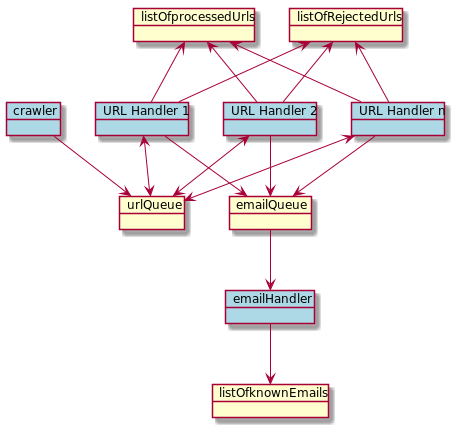 listOfprocessedUrls
listOfRejectedUrls
crawler
URL Handler 1
URL Handler 2
URL Handler n
urlQueue
emailQueue
emailHandler
listOfknownEmails